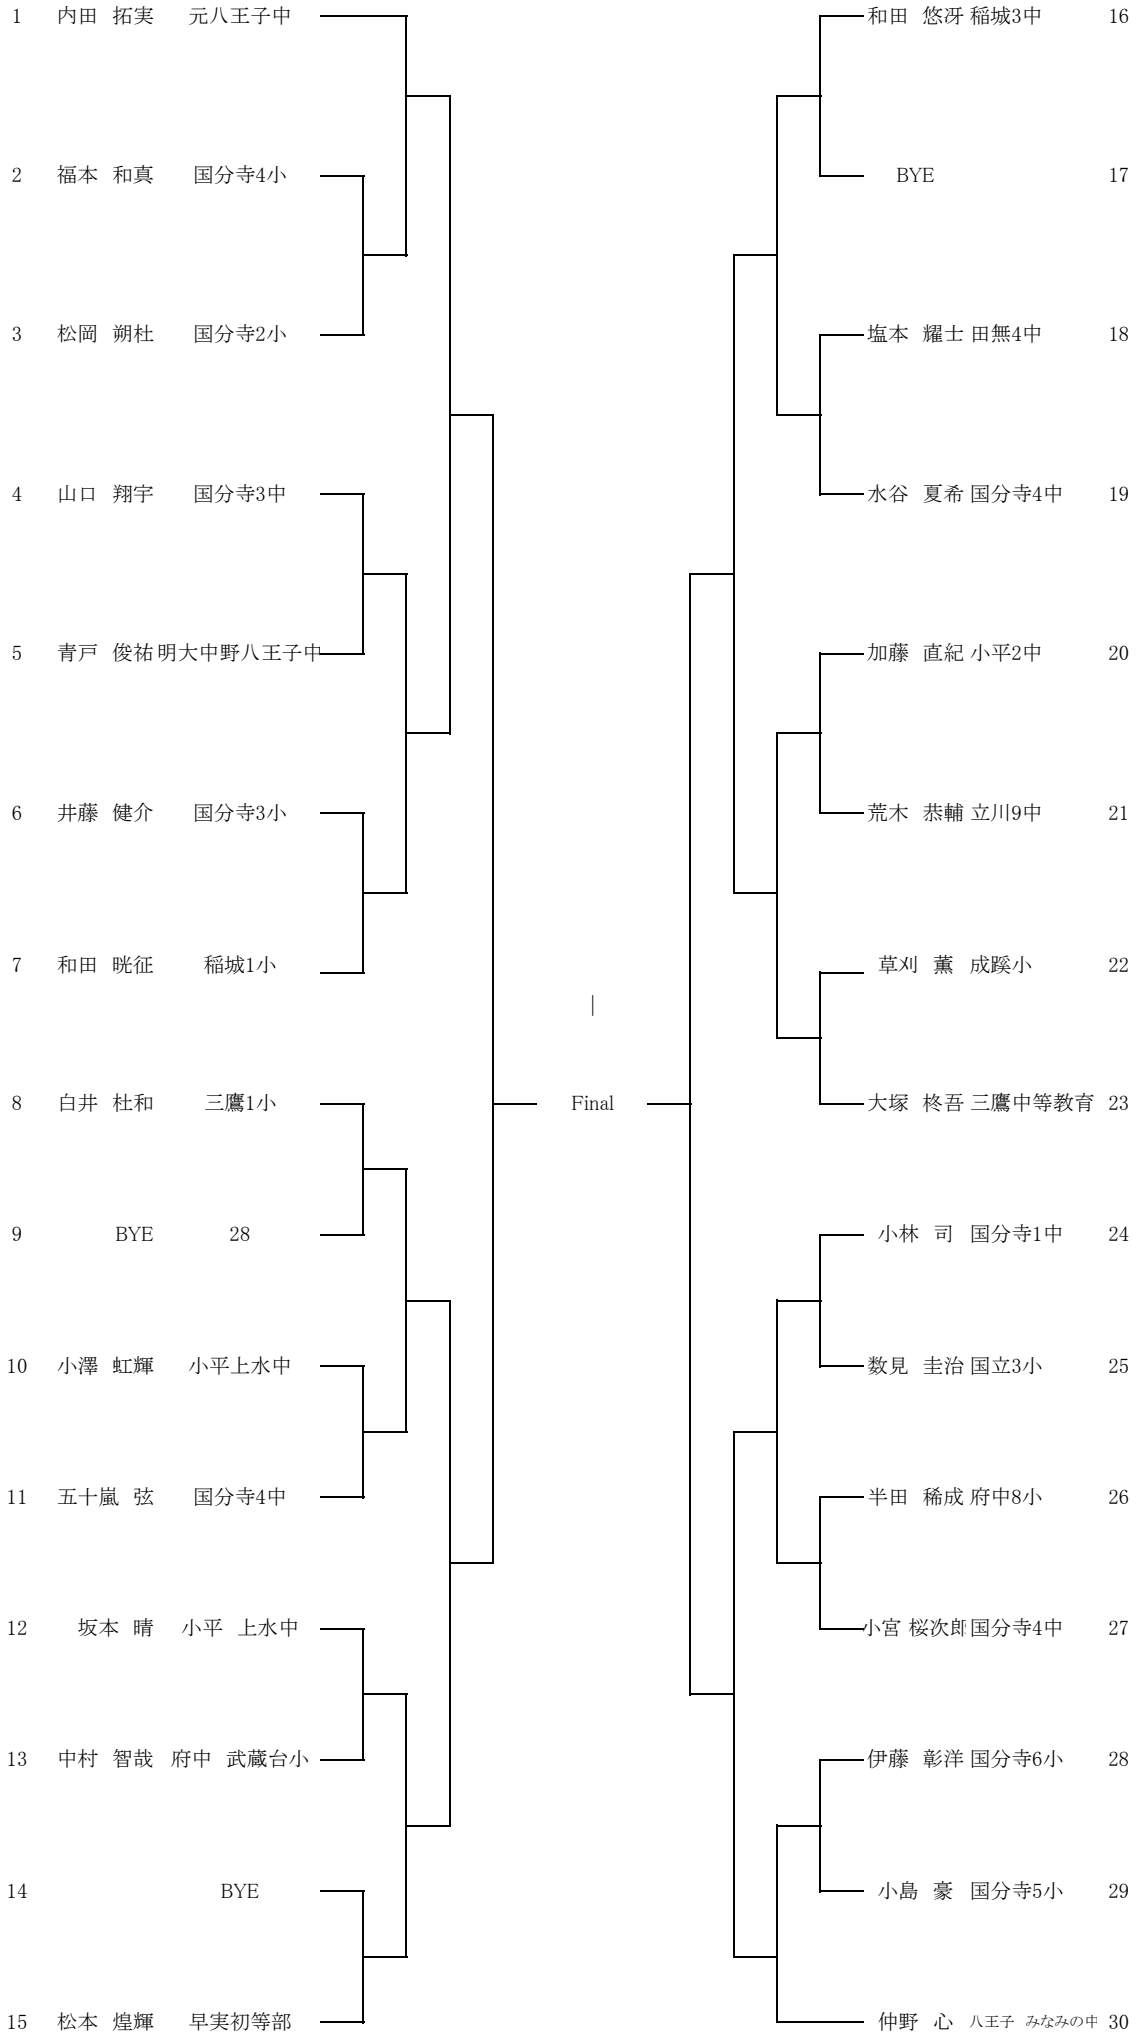 1 内田 拓実 元八王子中
2 福本 和真 国分寺4小
3 松岡 朔杜 国分寺2小
4 山口 翔宇 国分寺3中
5 青戸 俊祐 明大中野八王子中
6 井藤 健介 国分寺3小
7 和田 晄征 稲城1小
8 白井 杜和 三鷹1小
9 BYE 28
10 小澤 虹輝 小平上水中
11 五十嵐 弦 国分寺4中
12 坂本 晴 小平 上水中
13 中村 智哉 府中 武蔵台小
14 BYE
15 松本 煌輝 早実初等部
|
Final
和田 悠冴 稲城3中 16
BYE 17
塩本 耀士 田無4中 18
水谷 夏希 国分寺4中 19
加藤 直紀 小平2中 20
荒木 恭輔 立川9中 21
草刈 薫 成蹊小 22
大塚 柊吾 三鷹中等教育 23
小林 司 国分寺1中 24
数見 圭治 国立3小 25
半田 稀成 府中8小 26
小宮 桜次郎 国分寺4中 27
伊藤 彰洋 国分寺6小 28
小島 豪 国分寺5小 29
仲野 心 八王子 みなみの中 30